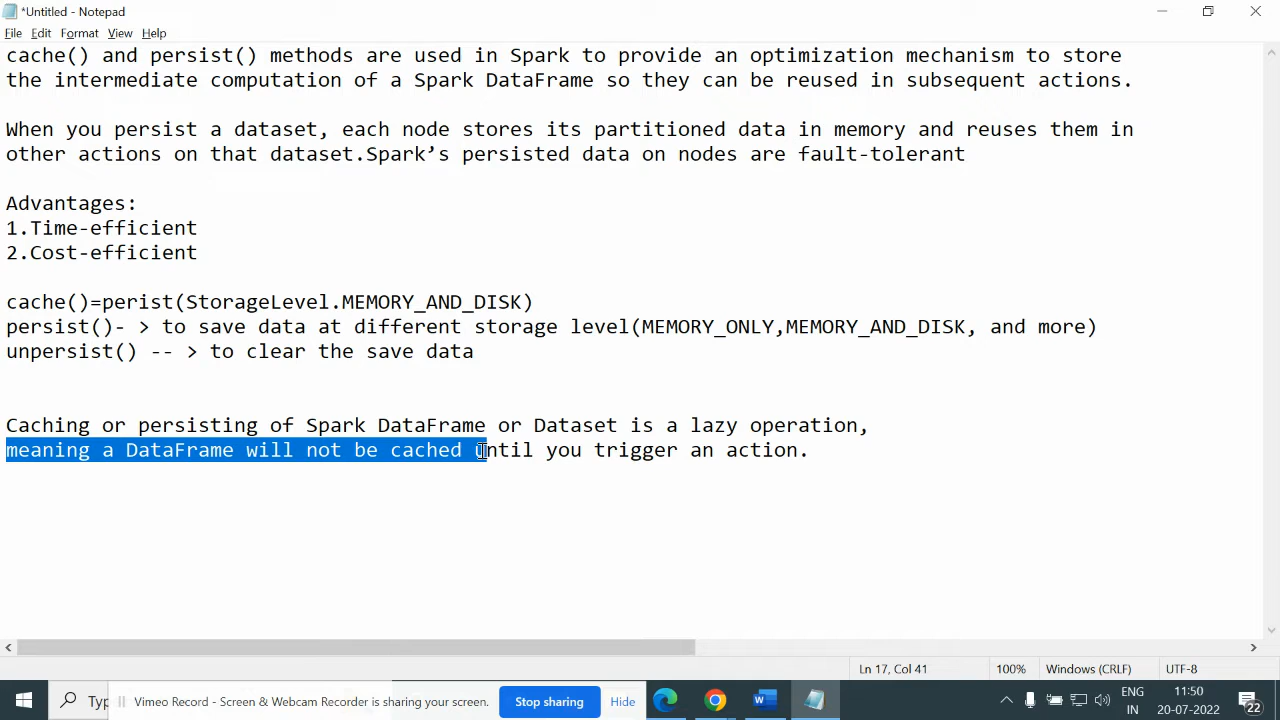 *Untitled - Notepad
File Edit Format View Help
cache() and persist() methods are used in Spark to provide an optimization mechanism to store
the intermediate computation of a Spark DataFrame so they can be reused in subsequent actions.
When you persist a dataset, each node stores its partitioned data in memory and reuses them in
other actions on that dataset.Spark’s persisted data on nodes are fault-tolerant
Advantages:
1.Time-efficient
2.Cost-efficient
cache()=perist(StorageLevel.MEMORY_AND_DISK)
persist()- > to save data at different storage level(MEMORY_ONLY,MEMORY_AND_DISK, and more)
unpersist() -- > to clear the save data
Caching or persisting of Spark DataFrame or Dataset is a lazy operation,
meaning a DataFrame will not be cached until you trigger an action.
Ln 17, Col 41 100% Windows (CRLF) UTF-8
Typ
Vimeo Record - Screen & Webcam Recorder is sharing your screen. Stop sharing Hide
ENG 11:50
IN 20-07-2022 22